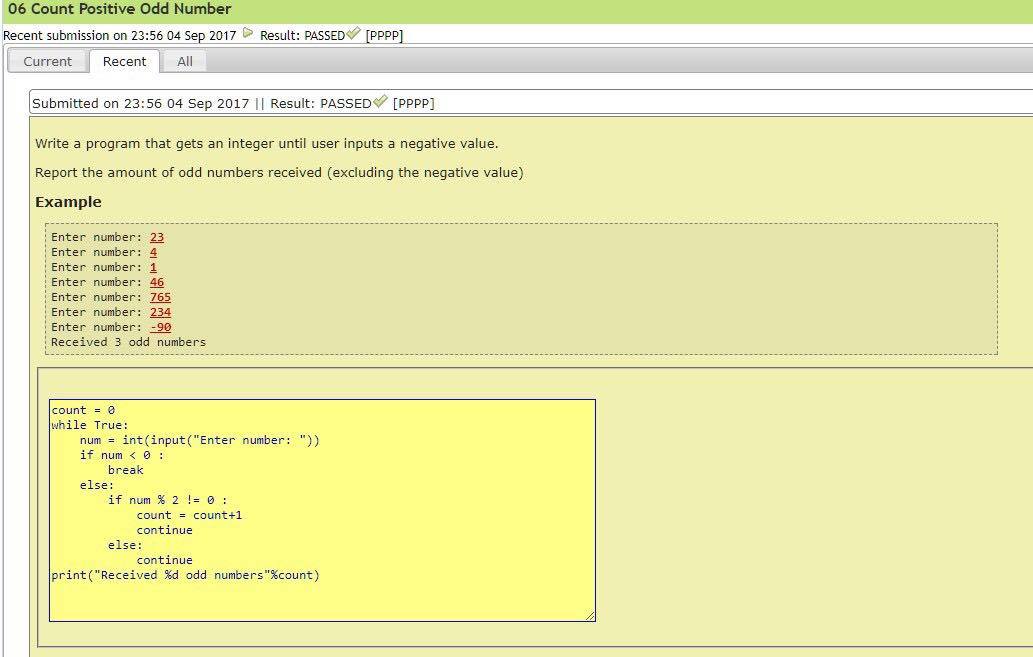 06 Count Positive Odd Number
Recent submission on 23:56 04 Sep 2017 Result: PASSED [PPPP]
Current Recent All
Submitted on 23:56 04 Sep 2017 || Result: PASSED [PPPP]
Write a program that gets an integer until user inputs a negative value.
Report the amount of odd numbers received (excluding the negative value)
Example
Enter number: 23
Enter number: 4
Enter number: 1
Enter number: 46
Enter number: 765
Enter number: 234
Enter number: -90
Received 3 odd numbers
count = 0
while True:
    num = int(input("Enter number: "))
    if num < 0 :
        break
    else:
        if num % 2 != 0 :
            count = count+1
            continue
        else:
            continue
print("Received %d odd numbers"%count)